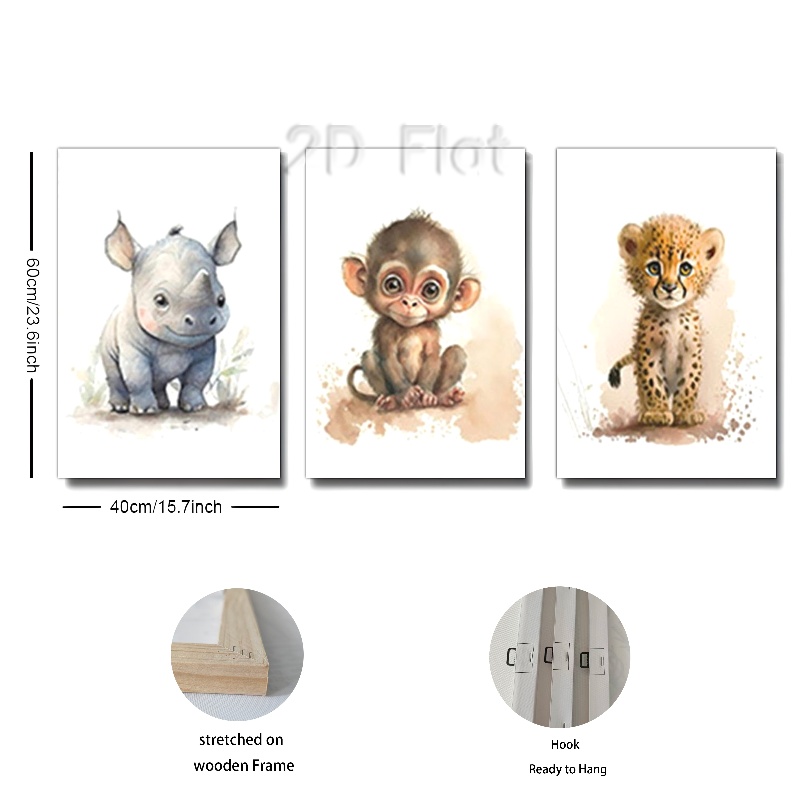 2D Flat
60cm/23.6inch
40cm/15.7inch
stretched on
wooden Frame
Hook
Ready to Hang